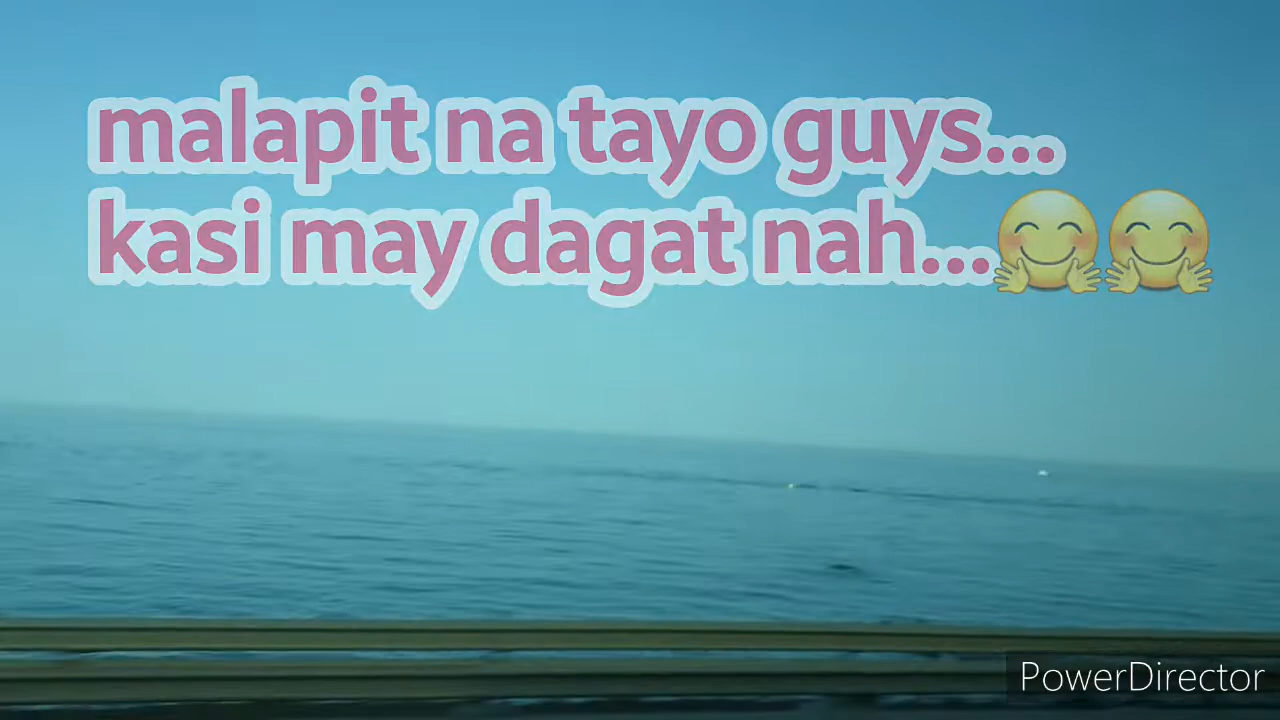 malapit na tayo guys...
kasi may dagat nah...🤗🤗
PowerDirector